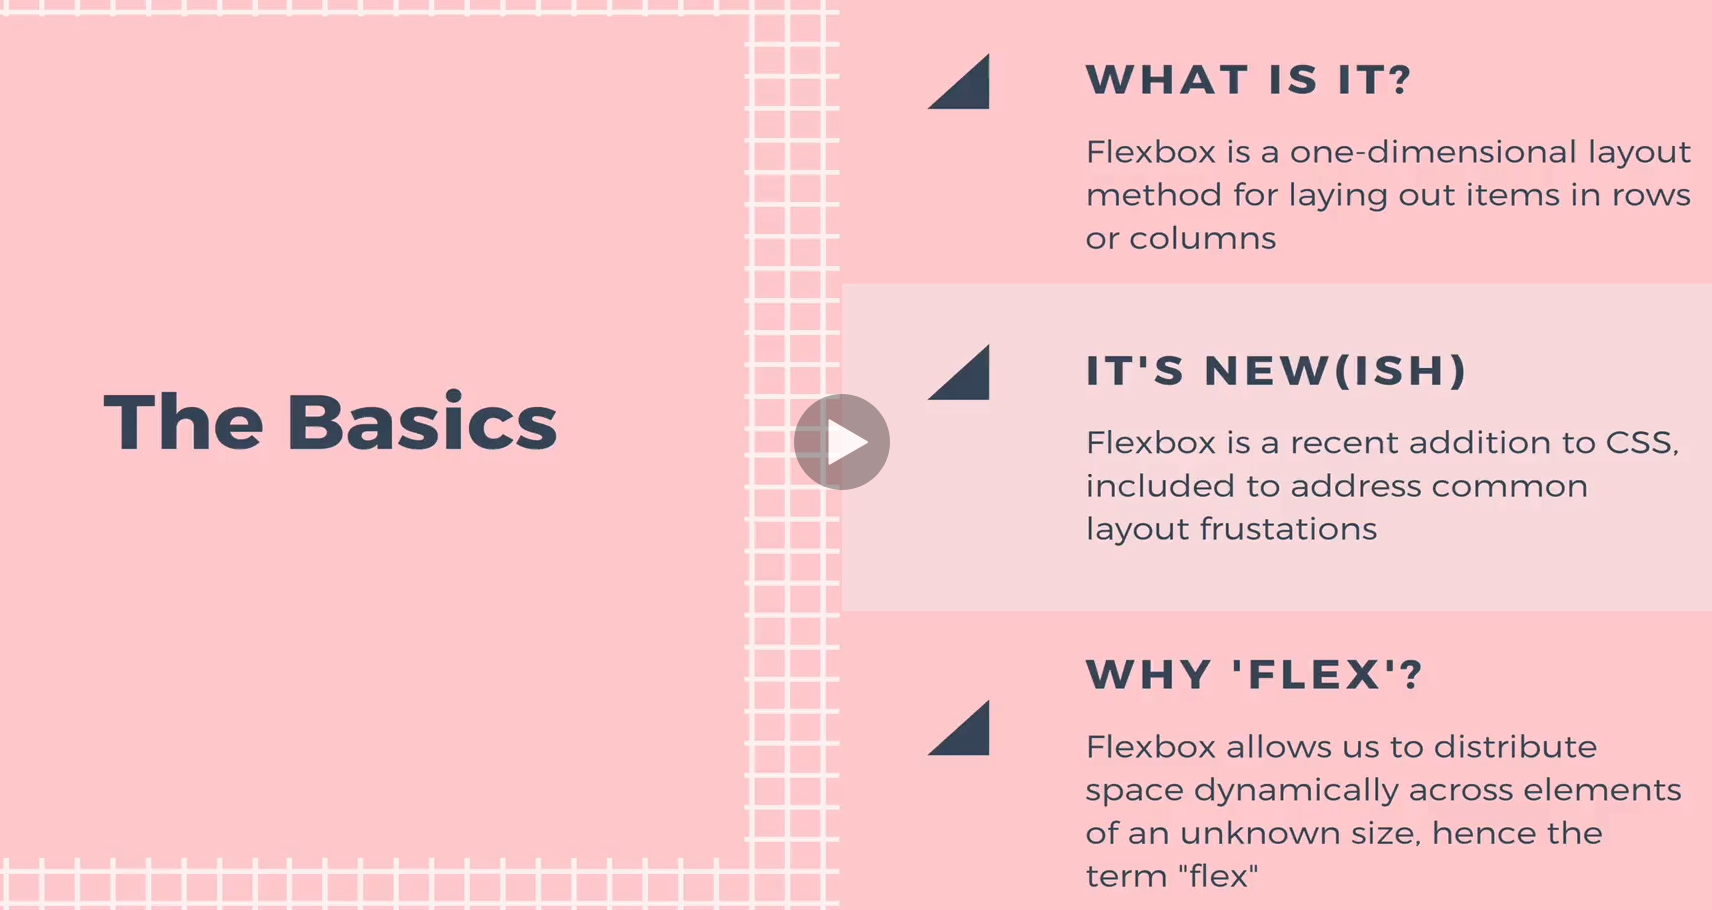 The Basics
WHAT IS IT?
Flexbox is a one-dimensional layout
method for laying out items in rows
or columns
IT'S NEW(ISH)
Flexbox is a recent addition to CSS,
included to address common
layout frustations
WHY 'FLEX'?
Flexbox allows us to distribute
space dynamically across elements
of an unknown size, hence the
term "flex"